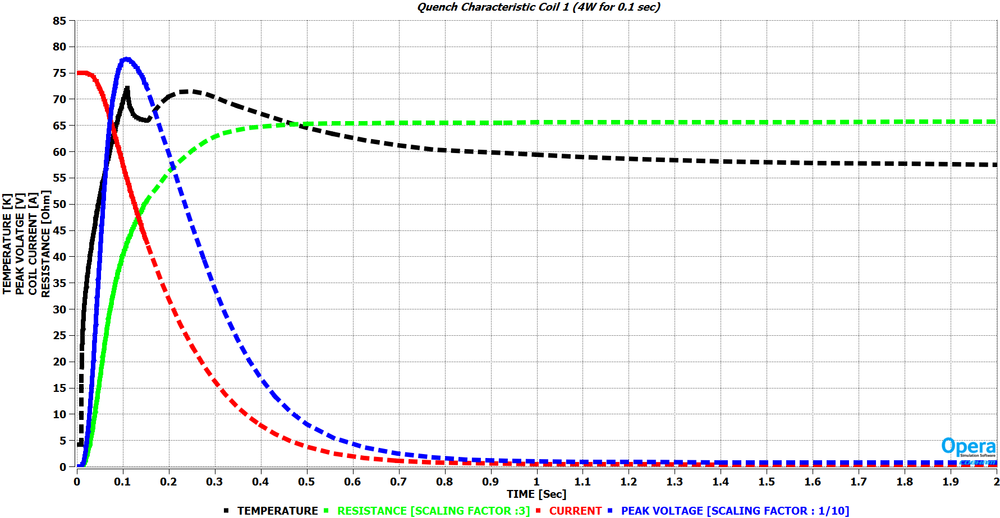 Quench Characteristic Coil 1 (4W for 0.1 sec)
85
80
75
70
65
60
55
50
45
40
35
30
25
20
15
10
5
0
TEMPERATURE [K]
PEAK VOLATGE [V]
COIL CURRENT [A]
RESISTANCE [Ohm]
Opera
Simulation Software
COBHAM
0 0.1 0.2 0.3 0.4 0.5 0.6 0.7 0.8 0.9 1 1.1 1.2 1.3 1.4 1.5 1.6 1.7 1.8 1.9 2
TIME [Sec]
TEMPERATURE RESISTANCE [SCALING FACTOR :3] CURRENT PEAK VOLTAGE [SCALING FACTOR : 1/10]